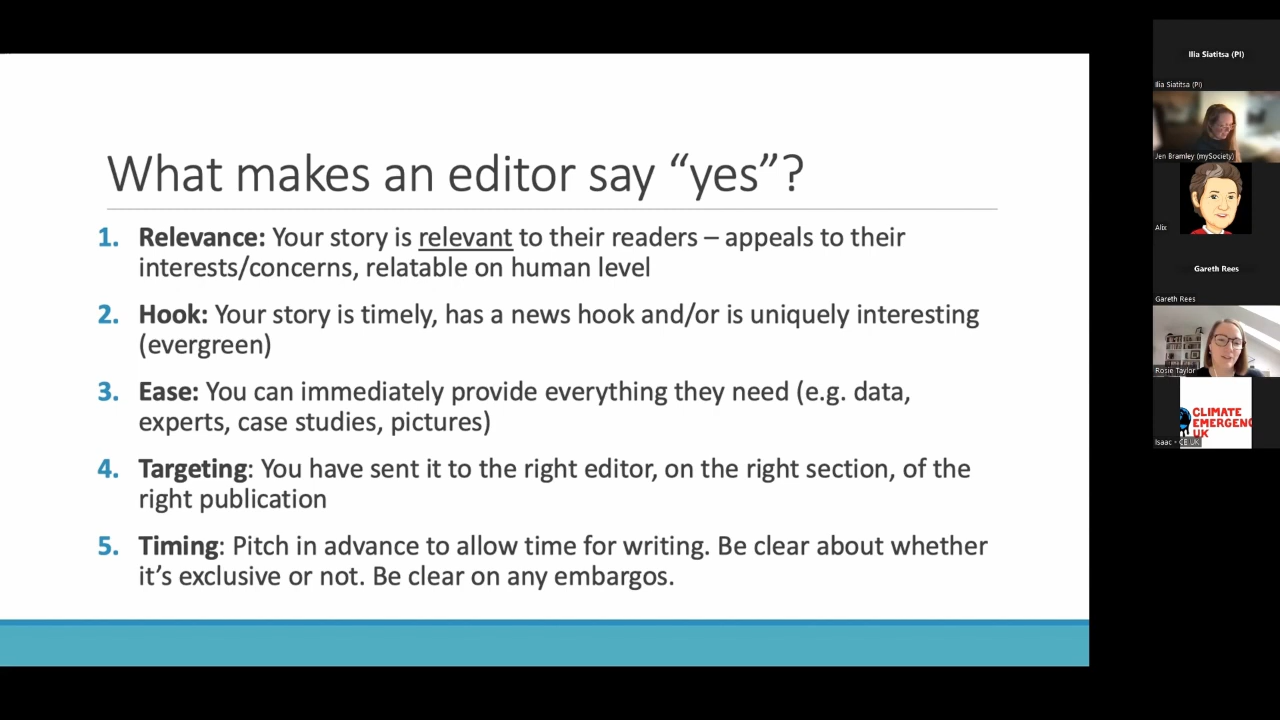 What makes an editor say “yes”?
1. Relevance: Your story is relevant to their readers – appeals to their
interests/concerns, relatable on human level
2. Hook: Your story is timely, has a news hook and/or is uniquely interesting
(evergreen)
3. Ease: You can immediately provide everything they need (e.g. data,
experts, case studies, pictures)
4. Targeting: You have sent it to the right editor, on the right section, of the
right publication
5. Timing: Pitch in advance to allow time for writing. Be clear about whether
it’s exclusive or not. Be clear on any embargos.
Ilia Siatitsa (PI)
Ilia Siatitsa (PI)
Jen Bramley (mySociety)
Alix
Gareth Rees
Gareth Rees
Rosie Taylor
CLIMATE
EMERGENC
UK
Isaac - CE UK